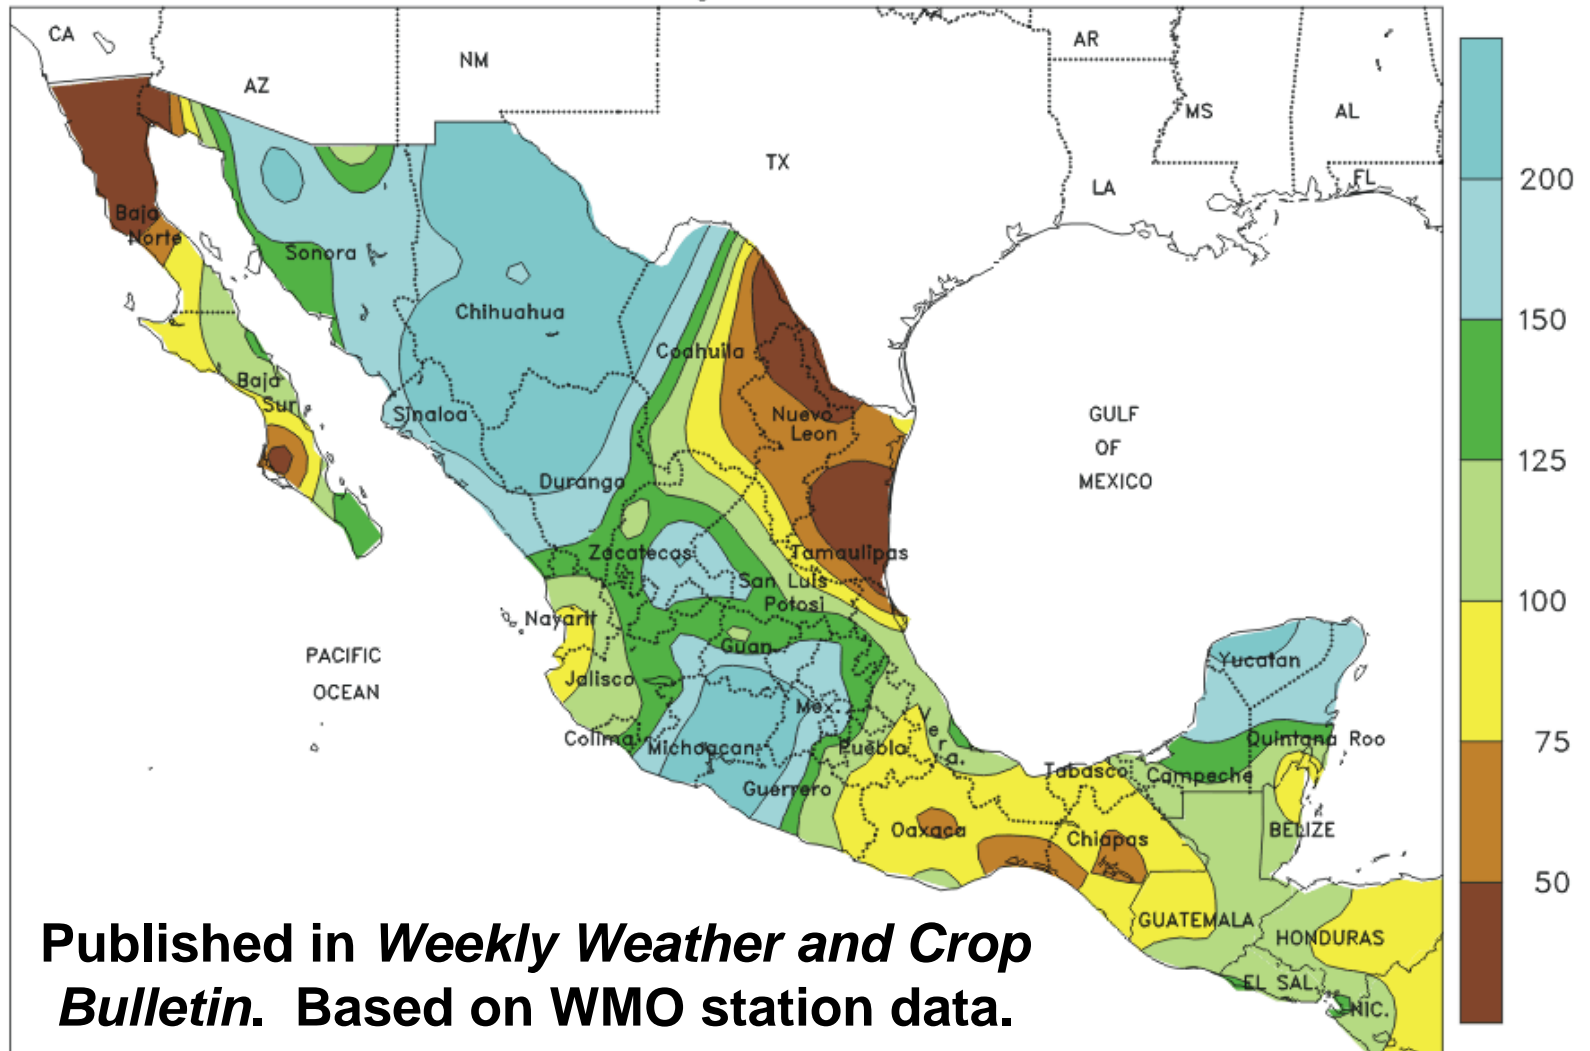 CA
AZ
NM
TX
AR
MS
AL
LA
FL
200
150
125
100
75
50
Baja
Norte
Sonora
Chihuahua
Coahuila
Baja
Sur
Sinaloa
Nuevo
Leon
GULF
OF
MEXICO
Durango
Zacatecas
Tamaulipas
San Luis
Potosi
Nayarit
Guan.
PACIFIC
OCEAN
Jalisco
Mex.
Yucatan
Colima
Michoacan
Puebla
Vera.
Quintana Roo
Tabasco
Campeche
Guerrero
Oaxaca
Chiapas
BELIZE
GUATEMALA
HONDURAS
EL SAL.
NIC.
Published in Weekly Weather and Crop
Bulletin.  Based on WMO station data.